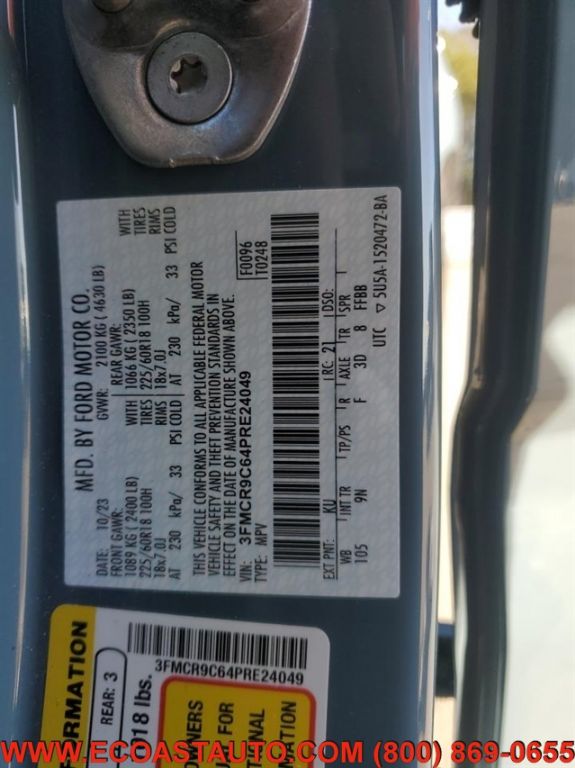 MFD. BY FORD MOTOR CO.
DATE: 10/23 GVWR: 2100 KG ( 4630 LB)
FRONT GAWR: REAR GAWR:
1089 KG ( 2400 LB) WITH 1066 KG ( 2350 LB) WITH
225/60R18 100H TIRES 225/60R18 100H TIRES
18x7.0J RIMS 18x7.0J RIMS
AT 230 kPa/ 33 PSI COLD AT 230 kPa/ 33 PSI COLD
THIS VEHICLE CONFORMS TO ALL APPLICABLE FEDERAL MOTOR
VEHICLE SAFETY AND THEFT PREVENTION STANDARDS IN
EFFECT ON THE DATE OF MANUFACTURE SHOWN ABOVE.
VIN: 3FMCR9C64PRE24049 F0096
TYPE: MPV T0248
EXT PNT: KU RC: 21 DSO:
WB INT TR TP/PS R AXLE TR SPR
105 9N F 3D 8 FFBB
UTC ▽ 5U5A-1520472-BA
ORMATION
REAR: 3
018 lbs.
3FMCR9C64PRE24049
OWNERS
FOR
WWW.ECOASTAUTO.COM (800) 869-0655